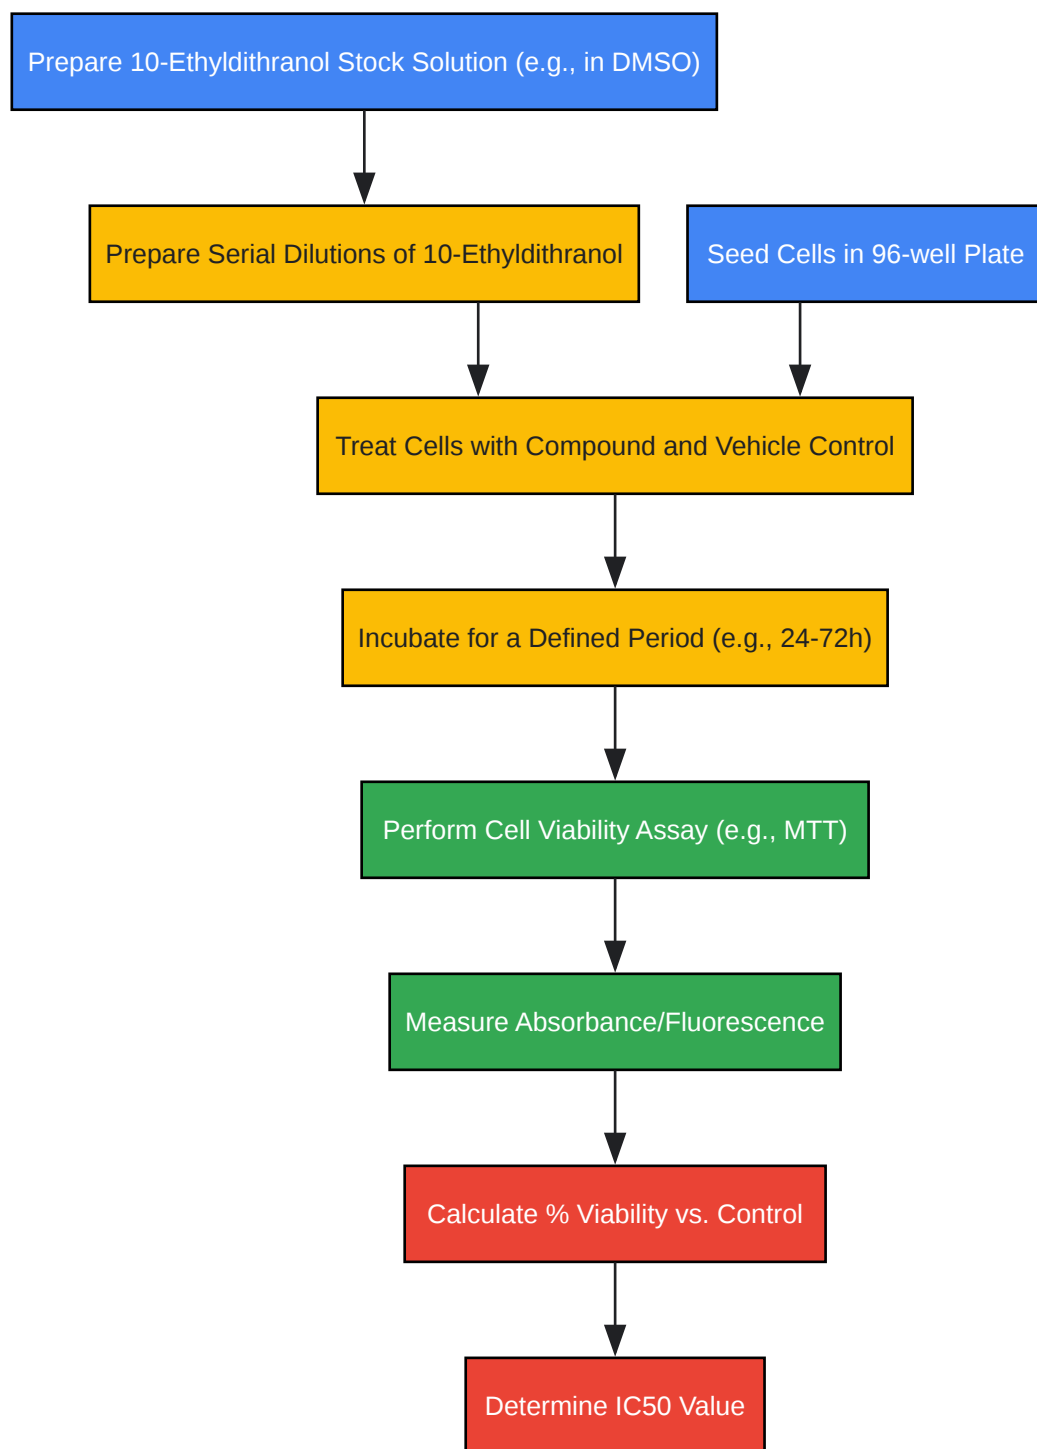 Prepare 10-Ethyldithranol Stock Solution (e.g., in DMSO)
Prepare Serial Dilutions of 10-Ethyldithranol
Seed Cells in 96-well Plate
Treat Cells with Compound and Vehicle Control
Incubate for a Defined Period (e.g., 24-72h)
Perform Cell Viability Assay (e.g., MTT)
Measure Absorbance/Fluorescence
Calculate % Viability vs. Control
Determine IC50 Value